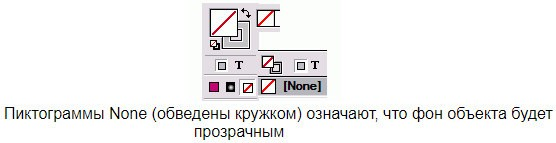 T T
[None]
Пиктограммы None (обведены кружком) означают, что фон объекта будет
прозрачным